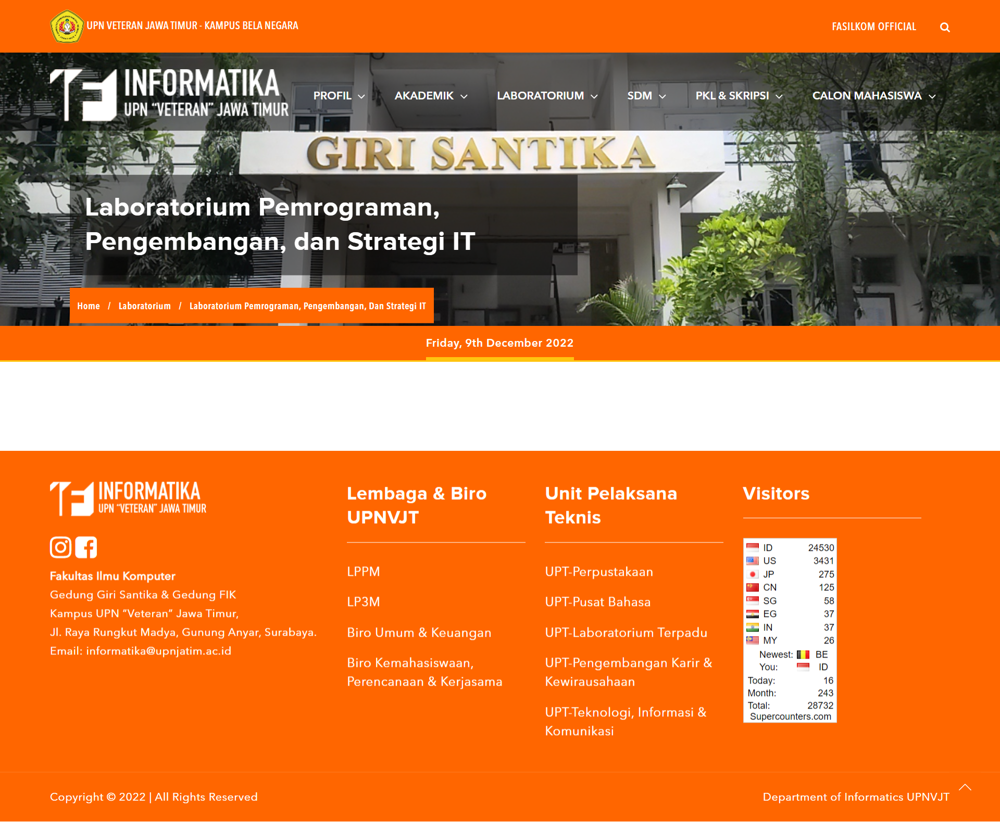 UPN VETERAN JAWA TIMUR - KAMPUS BELA NEGARA
FASILKOM OFFICIAL
INFORMATIKA
UPN “VETERAN” JAWA TIMUR
PROFIL
AKADEMIK
LABORATORIUM
SDM
PKL & SKRIPSI
CALON MAHASISWA
GIRI SANTIKA
Laboratorium Pemrograman,
Pengembangan, dan Strategi IT
Home / Laboratorium / Laboratorium Pemrograman, Pengembangan, Dan Strategi IT
Friday, 9th December 2022
INFORMATIKA
UPN “VETERAN” JAWA TIMUR
Fakultas Ilmu Komputer
Gedung Giri Santika & Gedung FIK
Kampus UPN “Veteran” Jawa Timur,
Jl. Raya Rungkut Madya, Gunung Anyar, Surabaya.
Email: informatika@upnjatim.ac.id
Lembaga & Biro
UPNVJT
LPPM
LP3M
Biro Umum & Keuangan
Biro Kemahasiswaan,
Perencanaan & Kerjasama
Unit Pelaksana
Teknis
UPT-Perpustakaan
UPT-Pusat Bahasa
UPT-Laboratorium Terpadu
UPT-Pengembangan Karir &
Kewirausahaan
UPT-Teknologi, Informasi &
Komunikasi
Visitors
ID 24530
US 3431
JP 275
CN 125
SG 58
EG 37
IN 37
MY 26
Newest: BE
You: ID
Today: 16
Month: 243
Total: 28732
Supercounters.com
Copyright © 2022 | All Rights Reserved
Department of Informatics UPNVJT